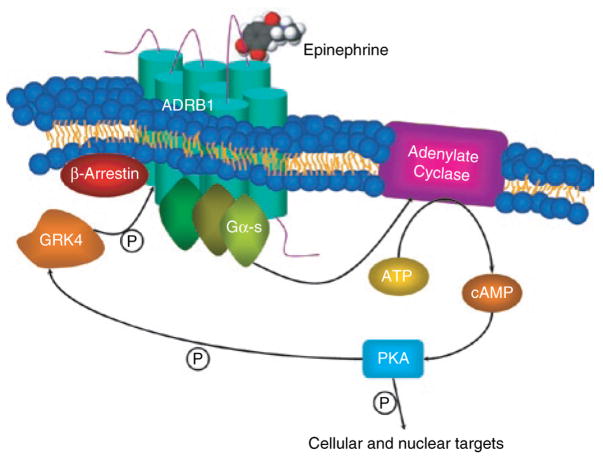 Epinephrine
ADRB1
Adenylate
Cyclase
β-Arrestin
Gα-s
GRK4
P
ATP
cAMP
P
PKA
P
Cellular and nuclear targets